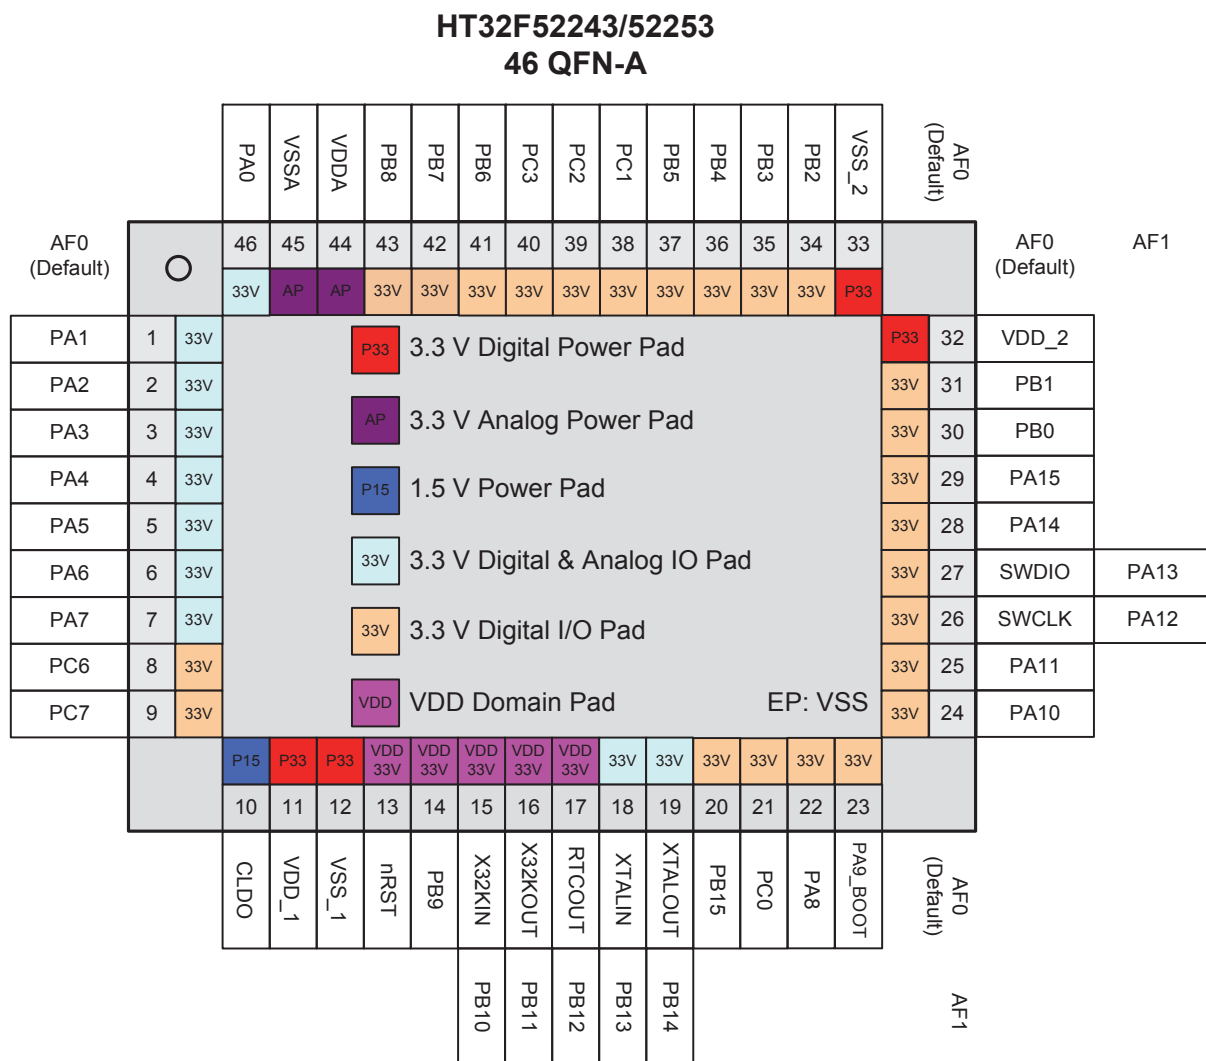 HT32F52243/52253
46 QFN-A
PA0 VSSA VDDA PB8 PB7 PB6 PC3 PC2 PC1 PB5 PB4 PB3 PB2 VSS_2
AF0
(Default)
AF0
(Default)
46 45 44 43 42 41 40 39 38 37 36 35 34 33
AF0
(Default)
AF1
33V AP AP 33V 33V 33V 33V 33V 33V 33V 33V 33V 33V P33
PA1 1 33V
P33 3.3 V Digital Power Pad
P33 32 VDD_2
PA2 2 33V
33V 31 PB1
PA3 3 33V
AP 3.3 V Analog Power Pad
33V 30 PB0
PA4 4 33V
P15 1.5 V Power Pad
33V 29 PA15
PA5 5 33V
33V 28 PA14
PA6 6 33V
33V 3.3 V Digital & Analog IO Pad
33V 27 SWDIO PA13
PA7 7 33V
33V 3.3 V Digital I/O Pad
33V 26 SWCLK PA12
PC6 8 33V
33V 25 PA11
PC7 9 33V
VDD VDD Domain Pad
EP: VSS
33V 24 PA10
P15 P33 P33 VDD 33V VDD 33V VDD 33V VDD 33V VDD 33V 33V 33V 33V 33V 33V 33V
10 11 12 13 14 15 16 17 18 19 20 21 22 23
CLDO VDD_1 VSS_1 nRST PB9 X32KIN X32KOUT RTCOUT XTALIN XTALOUT PB15 PC0 PA8 PA9_BOOT
AF0
(Default)
PB10 PB11 PB12 PB13 PB14
AF1